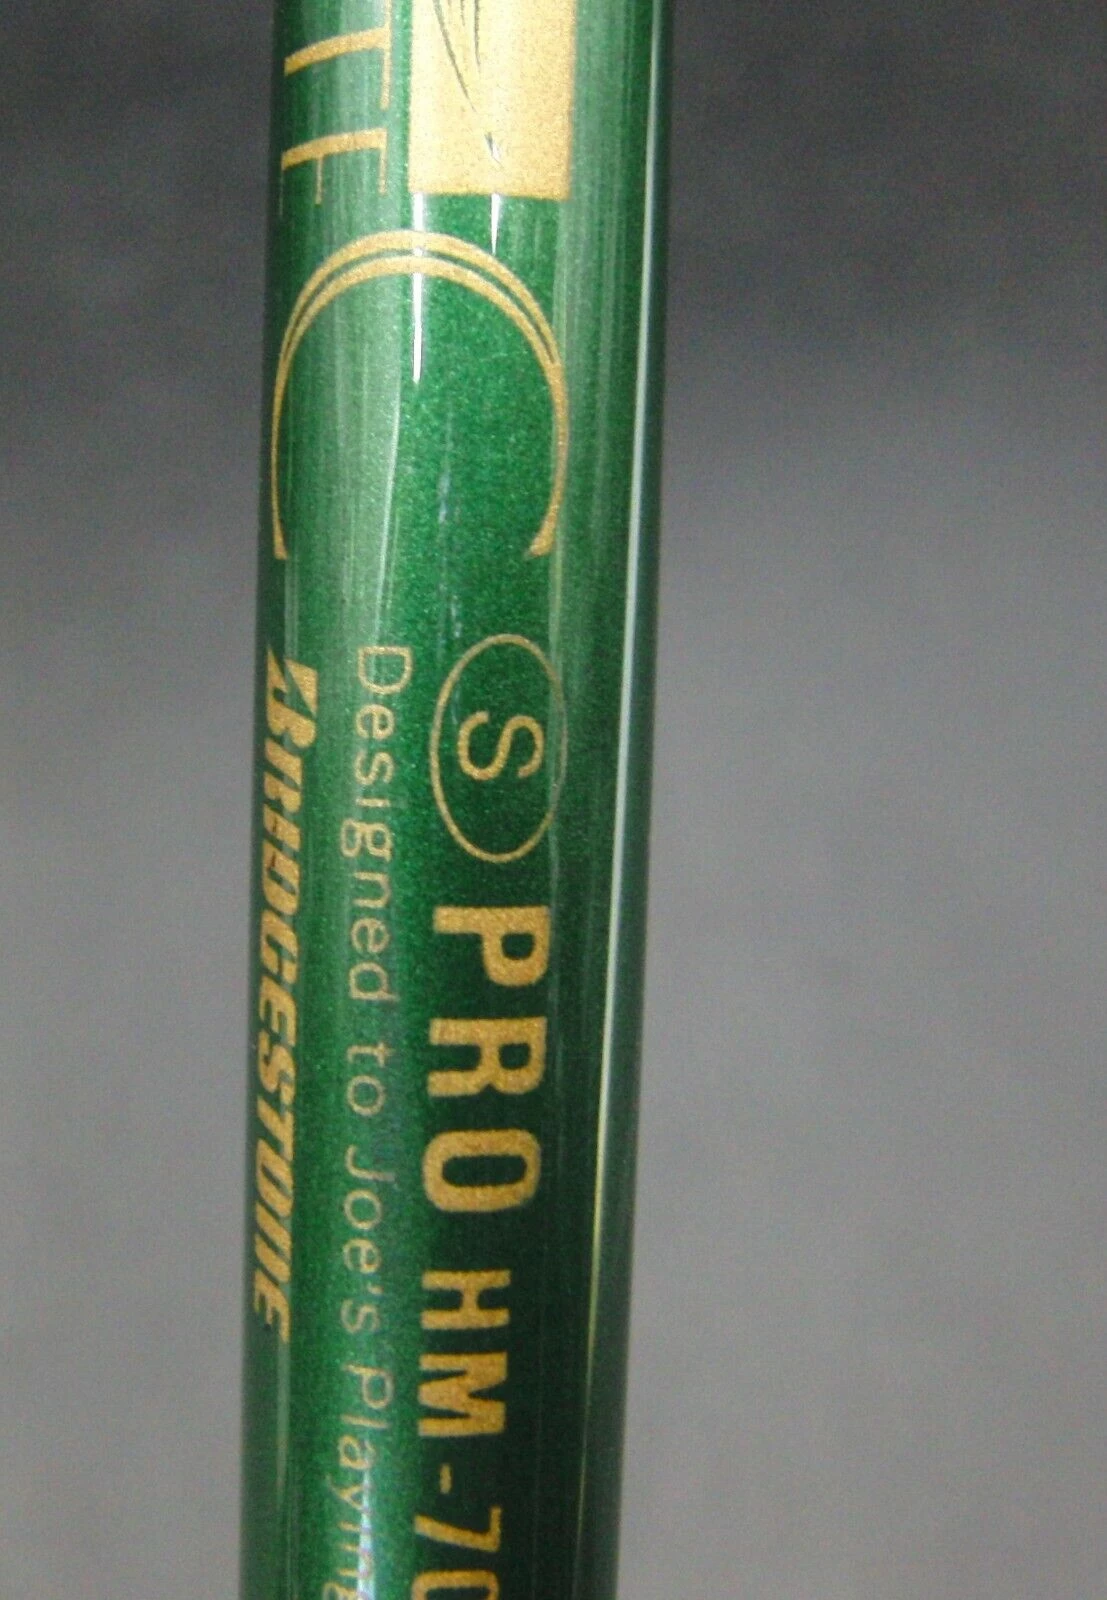 S PRO HM-70
Designed to Joe's Playing
BRIDGESTONE